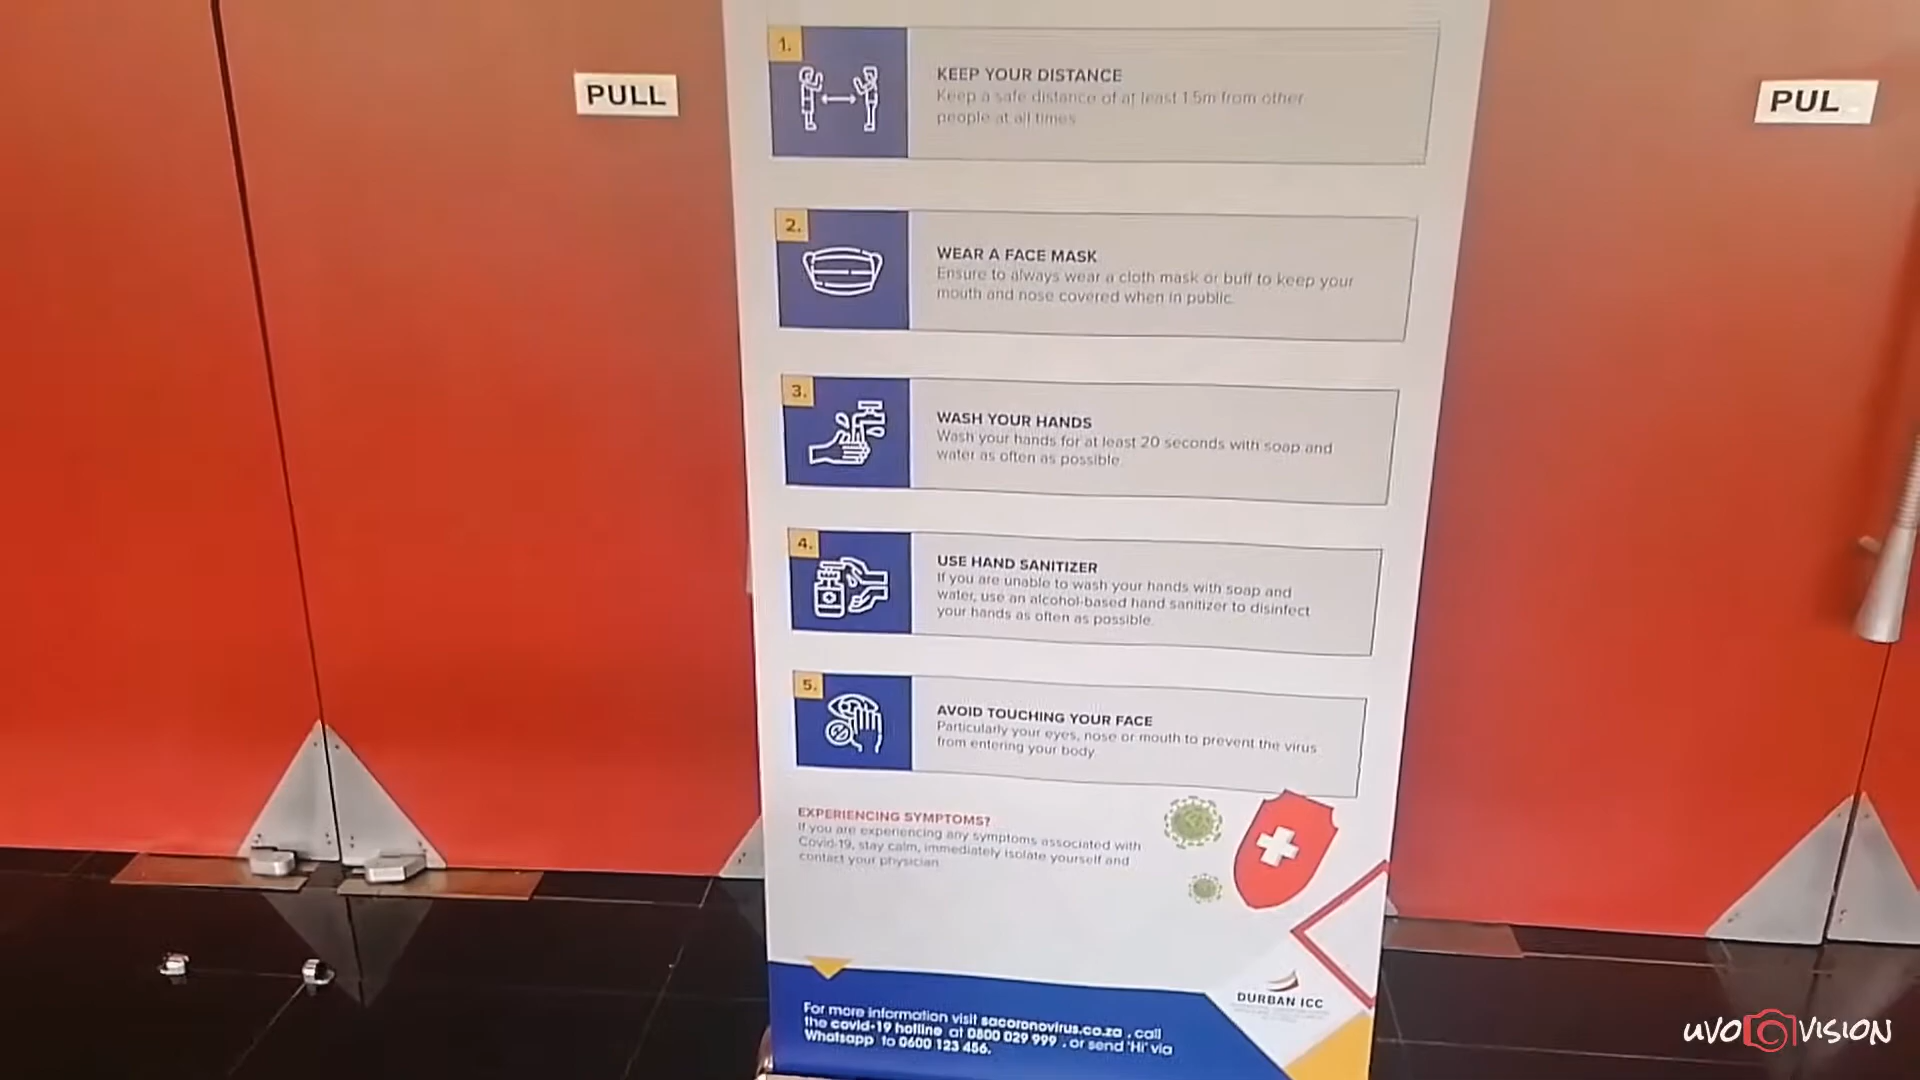 PULL
PUL
1.
KEEP YOUR DISTANCE
Keep a safe distance of at least 1.5m from other
people at all times
2.
WEAR A FACE MASK
Ensure to always wear a cloth mask or buff to keep your
mouth and nose covered when in public.
3.
WASH YOUR HANDS
Wash your hands for at least 20 seconds with soap and
water as often as possible.
4.
USE HAND SANITIZER
If you are unable to wash your hands with soap and
water, use an alcohol-based hand sanitizer to disinfect
your hands as often as possible.
5.
AVOID TOUCHING YOUR FACE
Particularly your eyes, nose or mouth to prevent the virus
from entering your body.
EXPERIENCING SYMPTOMS?
If you are experiencing any symptoms associated with
Covid-19, stay calm, immediately isolate yourself and
contact your physician.
DURBAN ICC
For more information visit sacoronovirus.co.za , call
the covid-19 hotline at 0800 029 999 , or send 'Hi' via
Whatsapp to 0600 123 456.
UVO VISION